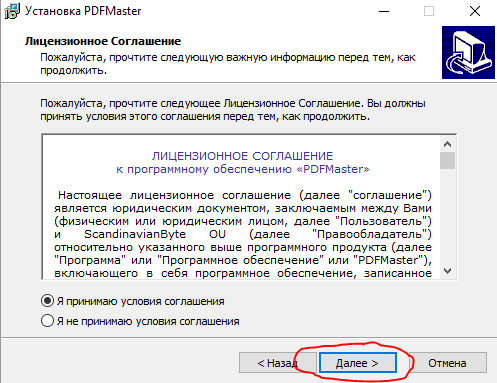 Установка PDFMaster
Лицензионное Соглашение
Пожалуйста, прочтите следующую важную информацию перед тем, как
продолжить.
Пожалуйста, прочтите следующее Лицензионное Соглашение. Вы должны
принять условия этого соглашения перед тем, как продолжить.
ЛИЦЕНЗИОННОЕ СОГЛАШЕНИЕ
к программному обеспечению «PDFMaster»
Настоящее лицензионное соглашение (далее "соглашение")
является юридическим документом, заключаемым между Вами
(физическим или юридическим лицом, далее "Пользователь")
и ScandinavianByte OU (далее "Правообладатель")
относительно указанного выше программного продукта (далее
"Программа" или "Программное обеспечение" или "PDFMaster"),
включающего в себя программное обеспечение, записанное
Я принимаю условия соглашения
Я не принимаю условия соглашения
< Назад
Далее >
Отмена